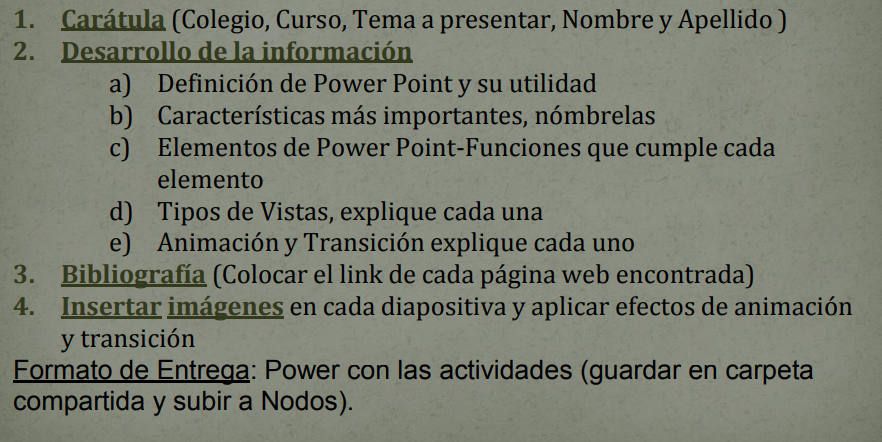 1. Carátula (Colegio, Curso, Tema a presentar, Nombre y Apellido )
2. Desarrollo de la información
a) Definición de Power Point y su utilidad
b) Características más importantes, nómbrelas
c) Elementos de Power Point-Funciones que cumple cada
elemento
d) Tipos de Vistas, explique cada una
e) Animación y Transición explique cada uno
3. Bibliografía (Colocar el link de cada página web encontrada)
4. Insertar imágenes en cada diapositiva y aplicar efectos de animación
y transición
Formato de Entrega: Power con las actividades (guardar en carpeta
compartida y subir a Nodos).